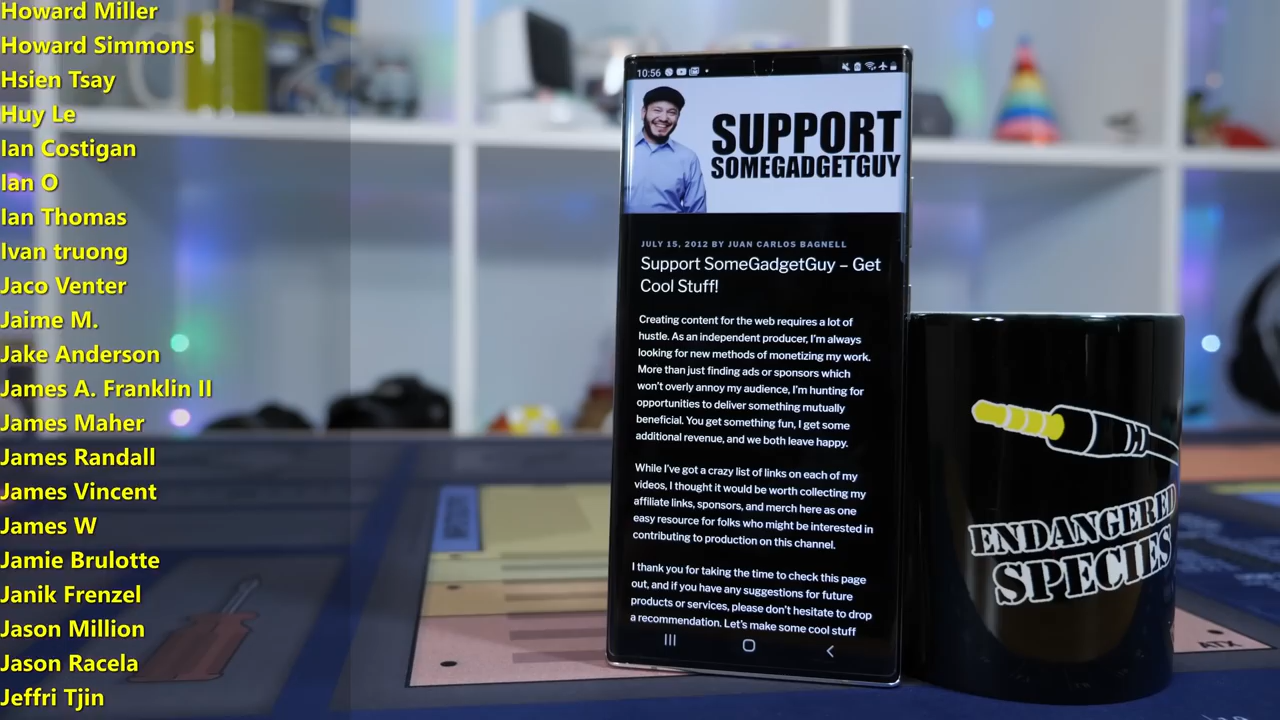 Howard Miller
Howard Simmons
Hsien Tsay
Huy Le
Ian Costigan
Ian O
Ian Thomas
Ivan truong
Jaco Venter
Jaime M.
Jake Anderson
James A. Franklin II
James Maher
James Randall
James Vincent
James W
Jamie Brulotte
Janik Frenzel
Jason Million
Jason Racela
Jeffri Tjin
10:56
SUPPORT
SOMEGADGETGUY
JULY 15, 2012 BY JUAN CARLOS BAGNELL
Support SomeGadgetGuy – Get
Cool Stuff!
Creating content for the web requires a lot of
hustle. As an independent producer, I'm always
looking for new methods of monetizing my work.
More than just finding ads or sponsors which
won't overly annoy my audience, I'm hunting for
opportunities to deliver something mutually
beneficial. You get something fun, I get some
additional revenue, and we both leave happy.
While I've got a crazy list of links on each of my
videos, I thought it would be worth collecting my
affiliate links, sponsors, and merch here as one
easy resource for folks who might be interested in
contributing to production on this channel.
I thank you for taking the time to check this page
out, and if you have any suggestions for future
products or services, please don't hesitate to drop
a recommendation. Let's make some cool stuff
ENDANGERED
SPECIES
ATX